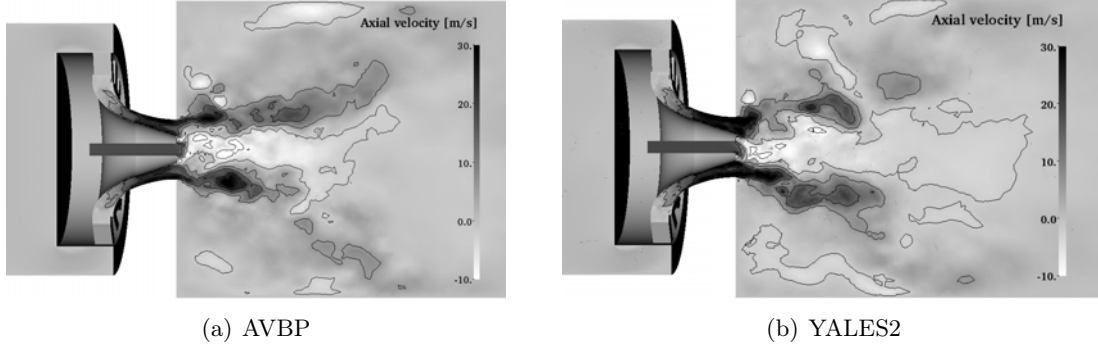 Axial velocity [m/s]
30.
20.
10.
0.0
-10.
(a) AVBP
Axial velocity [m/s]
30.
20.
10.
0.0
-10.
(b) YALES2